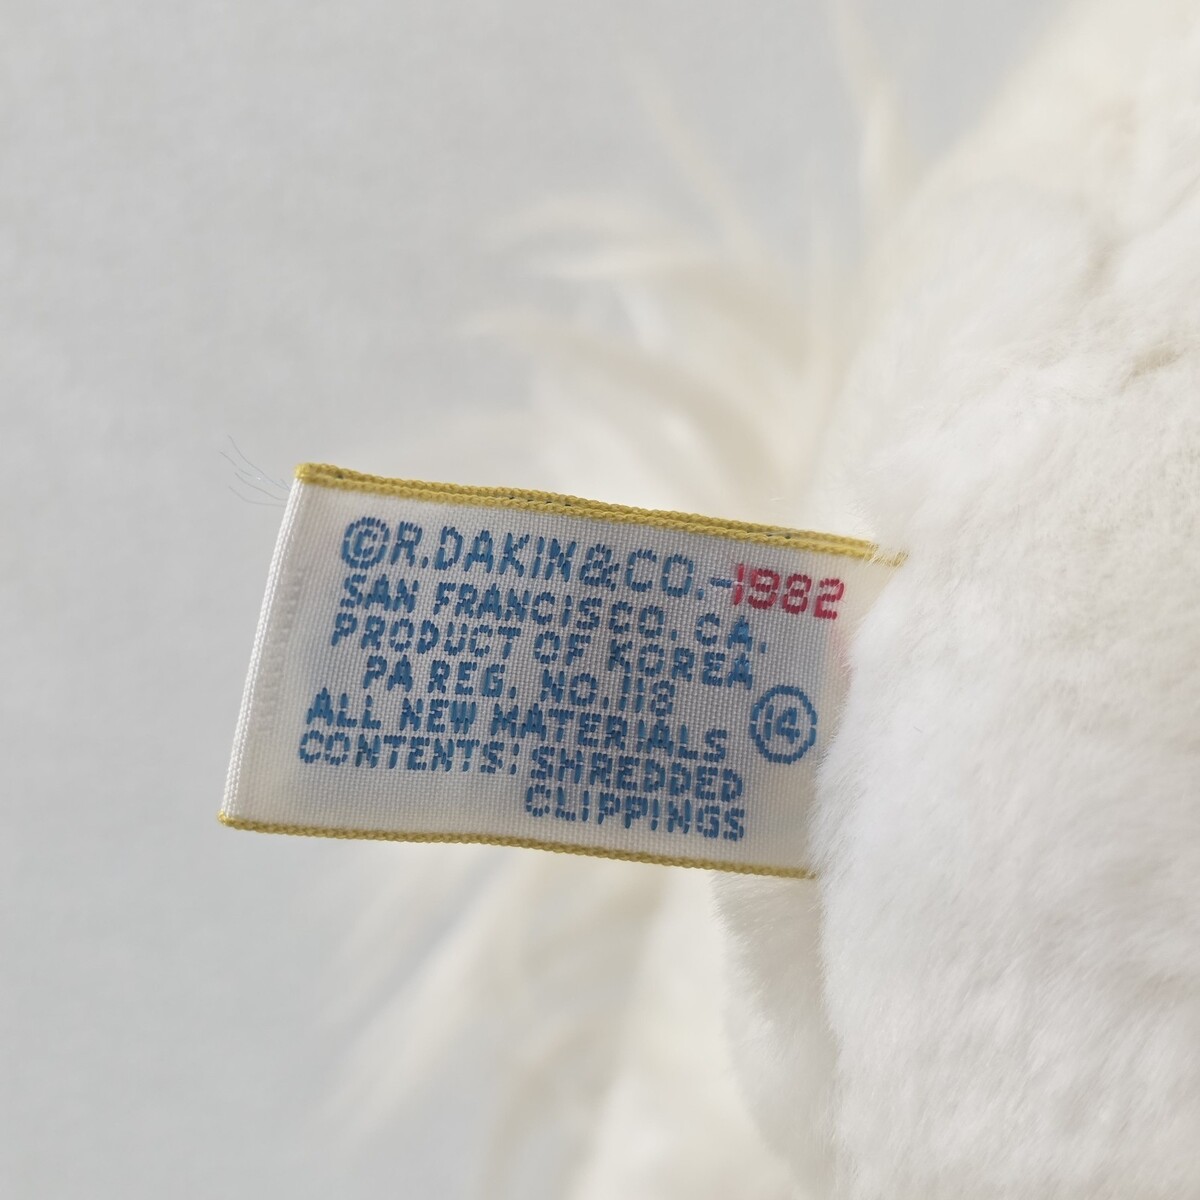 ©R.DAKIN&CO.-1982
SAN FRANCISCO, CA.
PRODUCT OF KOREA
PA REG. NO.118
14
ALL NEW MATERIALS
CONTENTS: SHREDDED
CLIPPINGS